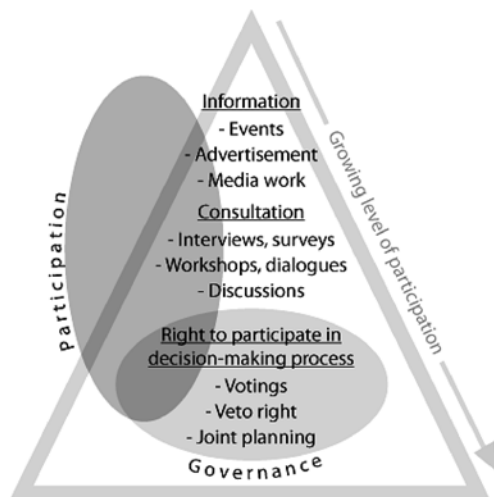 Information
- Events
- Advertisement
- Media work
Consultation
- Interviews, surveys
- Workshops, dialogues
- Discussions
Right to participate in
decision-making process
- Votings
- Veto right
- Joint planning
Governance
Participation
Growing level of participation